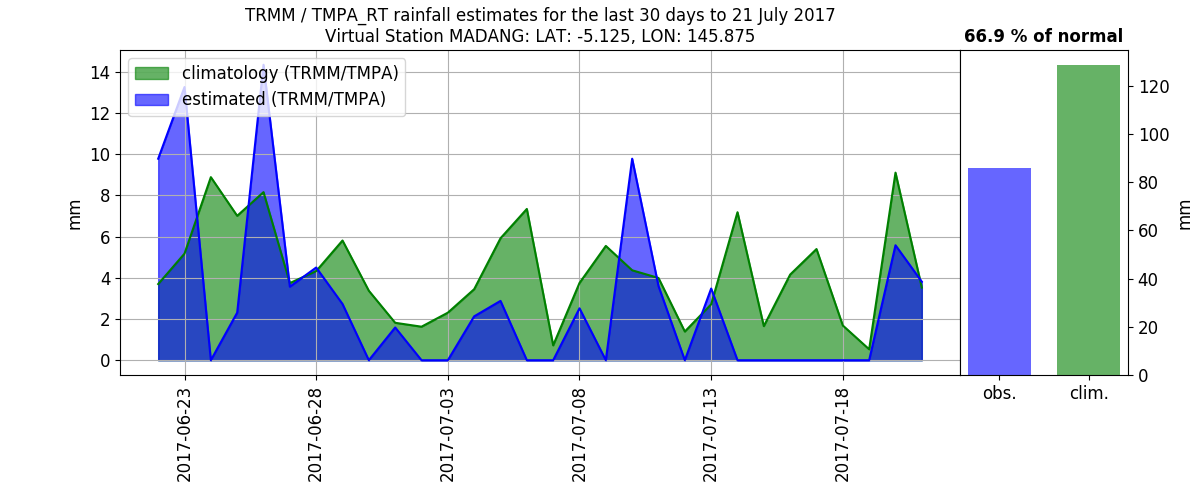 TRMM / TMPA_RT rainfall estimates for the last 30 days to 21 July 2017
Virtual Station MADANG: LAT: -5.125, LON: 145.875
66.9 % of normal
climatology (TRMM/TMPA)
estimated (TRMM/TMPA)
14
12
10
8
6
4
2
0
mm
2017-06-23
2017-06-28
2017-07-03
2017-07-08
2017-07-13
2017-07-18
120
100
80
60
40
20
0
mm
obs.
clim.